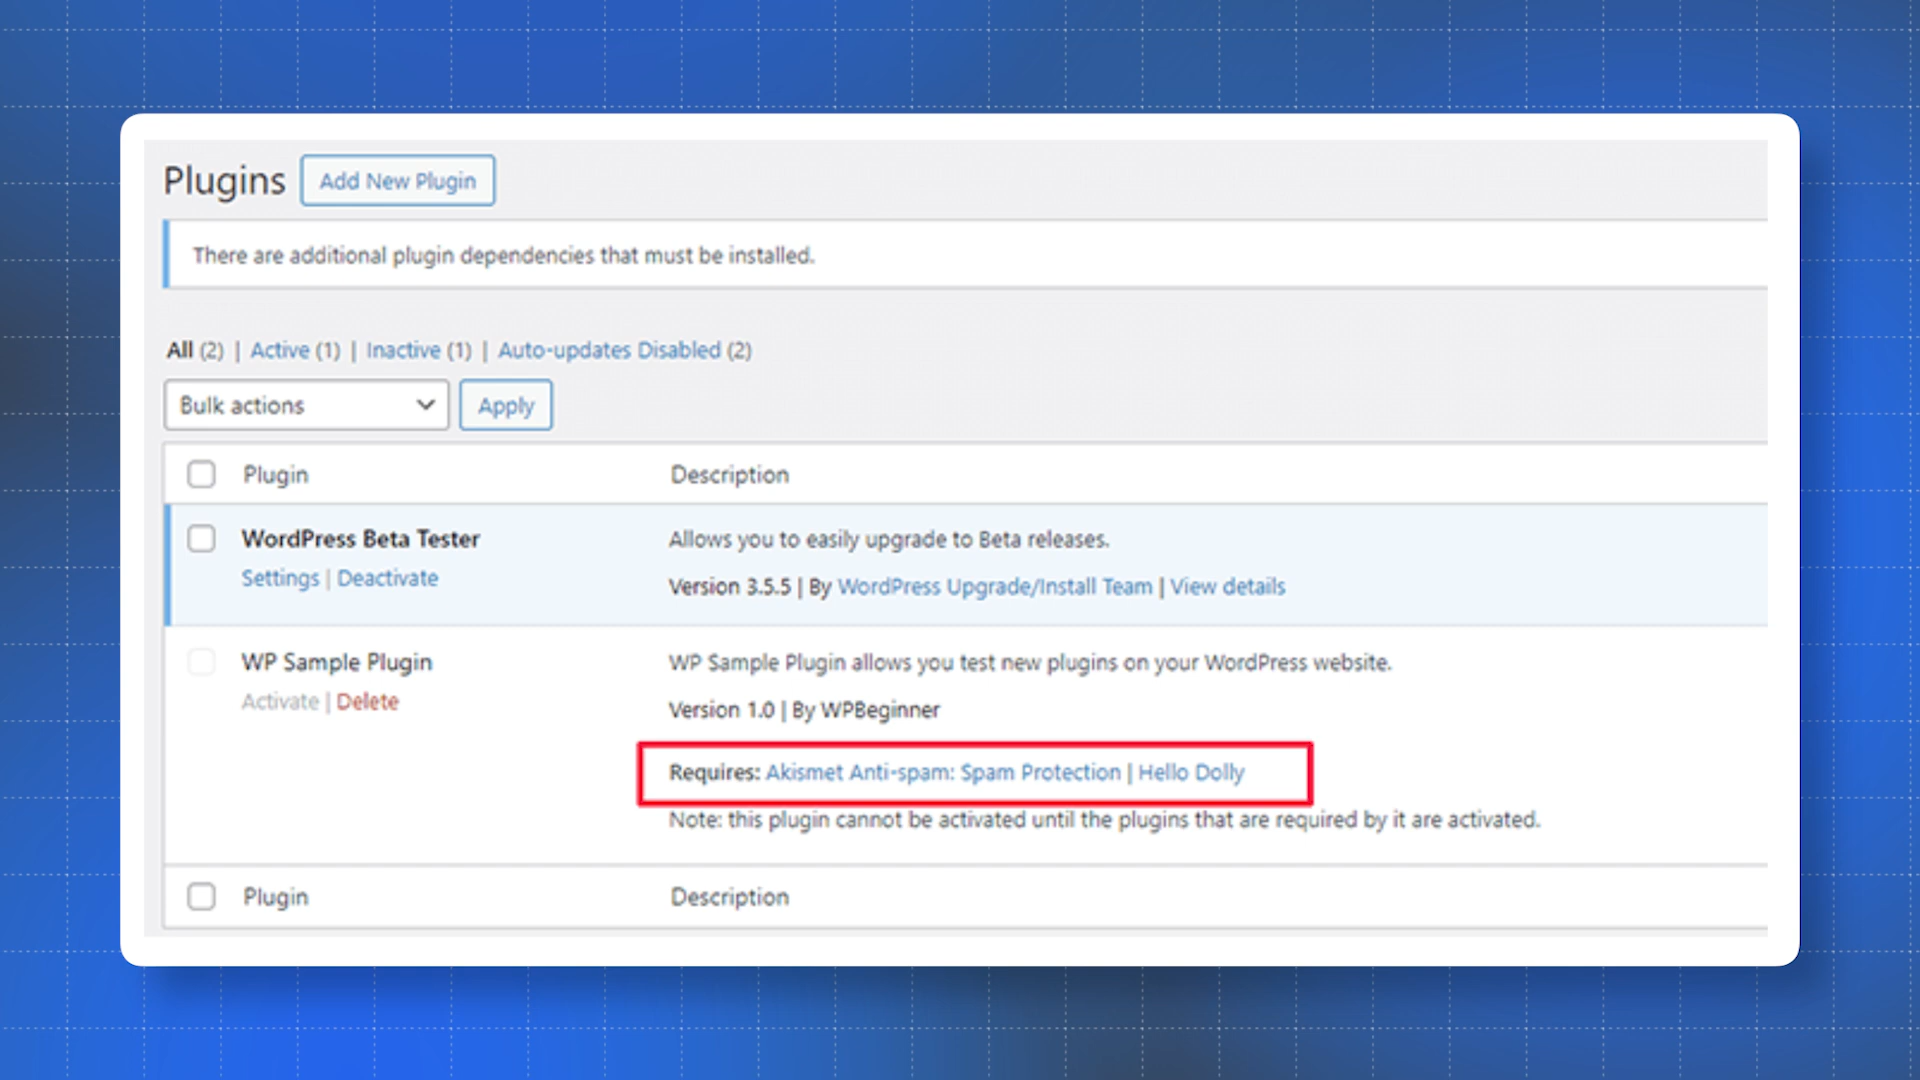 Plugins Add New Plugin
There are additional plugin dependencies that must be installed.
All (2) | Active (1) | Inactive (1) | Auto-updates Disabled (2)
Bulk actions Apply
Plugin Description
WordPress Beta Tester Allows you to easily upgrade to Beta releases.
Settings | Deactivate Version 3.5.5 | By WordPress Upgrade/Install Team | View details
WP Sample Plugin WP Sample Plugin allows you test new plugins on your WordPress website.
Activate | Delete Version 1.0 | By WPBeginner
Requires: Akismet Anti-spam: Spam Protection | Hello Dolly
Note: this plugin cannot be activated until the plugins that are required by it are activated.
Plugin Description